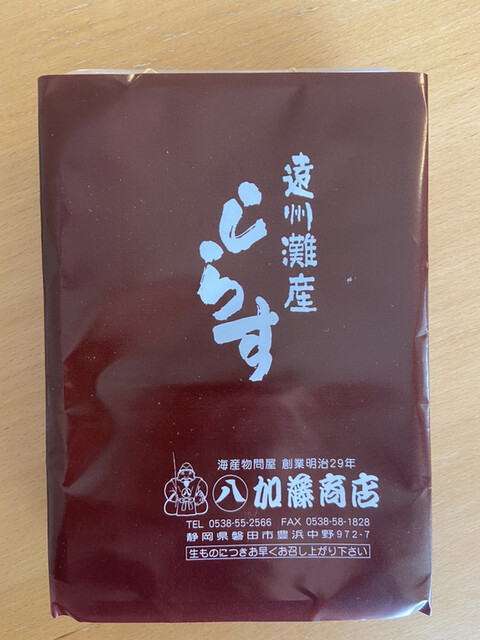 遠州灘産
しらす
海産物問屋 創業明治29年
八 加藤商店
TEL 0538-55-2566 FAX 0538-58-1828
静岡県磐田市豊浜中野972-7
生ものにつきお早くお召し上がり下さい